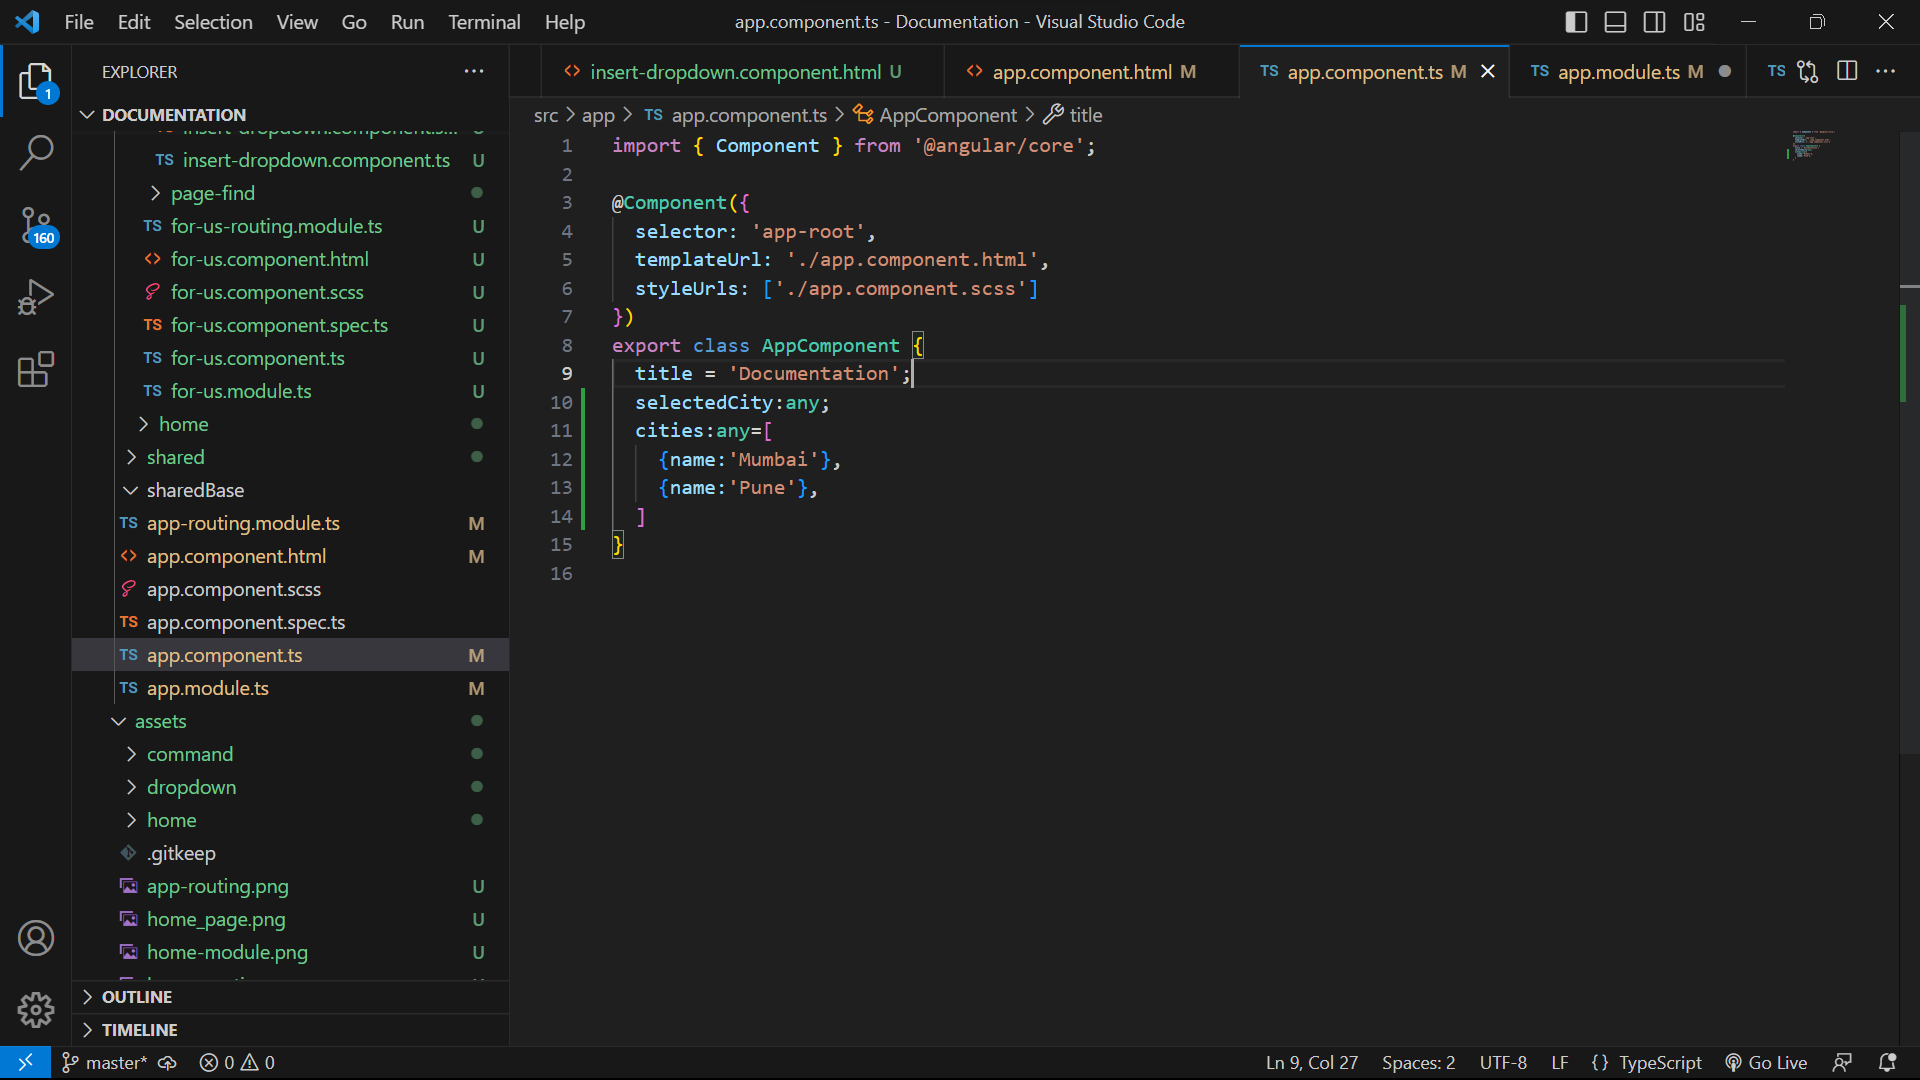 File Edit Selection View Go Run Terminal Help
app.component.ts - Documentation - Visual Studio Code
EXPLORER
DOCUMENTATION
TS insert-dropdown.component.ts U
page-find
TS for-us-routing.module.ts U
for-us.component.html U
for-us.component.scss U
TS for-us.component.spec.ts U
TS for-us.component.ts U
TS for-us.module.ts U
home
shared
sharedBase
TS app-routing.module.ts M
app.component.html M
app.component.scss
TS app.component.spec.ts
TS app.component.ts M
TS app.module.ts M
assets
command
dropdown
home
.gitkeep
app-routing.png U
home_page.png U
home-module.png U
OUTLINE
TIMELINE
1
160
insert-dropdown.component.html U
app.component.html M
TS app.component.ts M
TS app.module.ts M
TS
src > app > TS app.component.ts > AppComponent > title
1 import { Component } from '@angular/core';
2
3 @Component({
4 selector: 'app-root',
5 templateUrl: './app.component.html',
6 styleUrls: ['./app.component.scss']
7 })
8 export class AppComponent {
9 title = 'Documentation';
10 selectedCity:any;
11 cities:any=[
12 {name:'Mumbai'},
13 {name:'Pune'},
14 ]
15 }
16
master* 0 0
Ln 9, Col 27 Spaces: 2 UTF-8 LF {} TypeScript Go Live